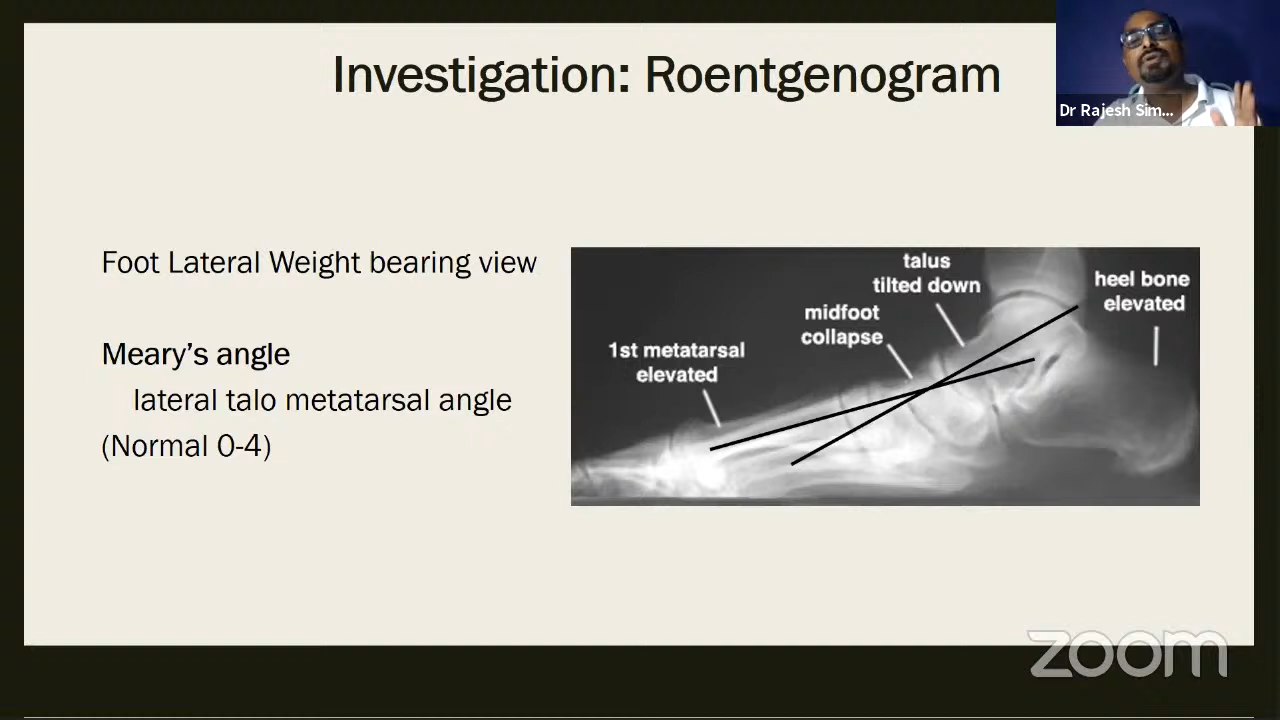 Investigation: Roentgenogram
Dr Rajesh Sim...
Foot Lateral Weight bearing view
Meary's angle
lateral talo metatarsal angle
(Normal 0-4)
talus
tilted down
heel bone
elevated
midfoot
collapse
1st metatarsal
elevated
zoom